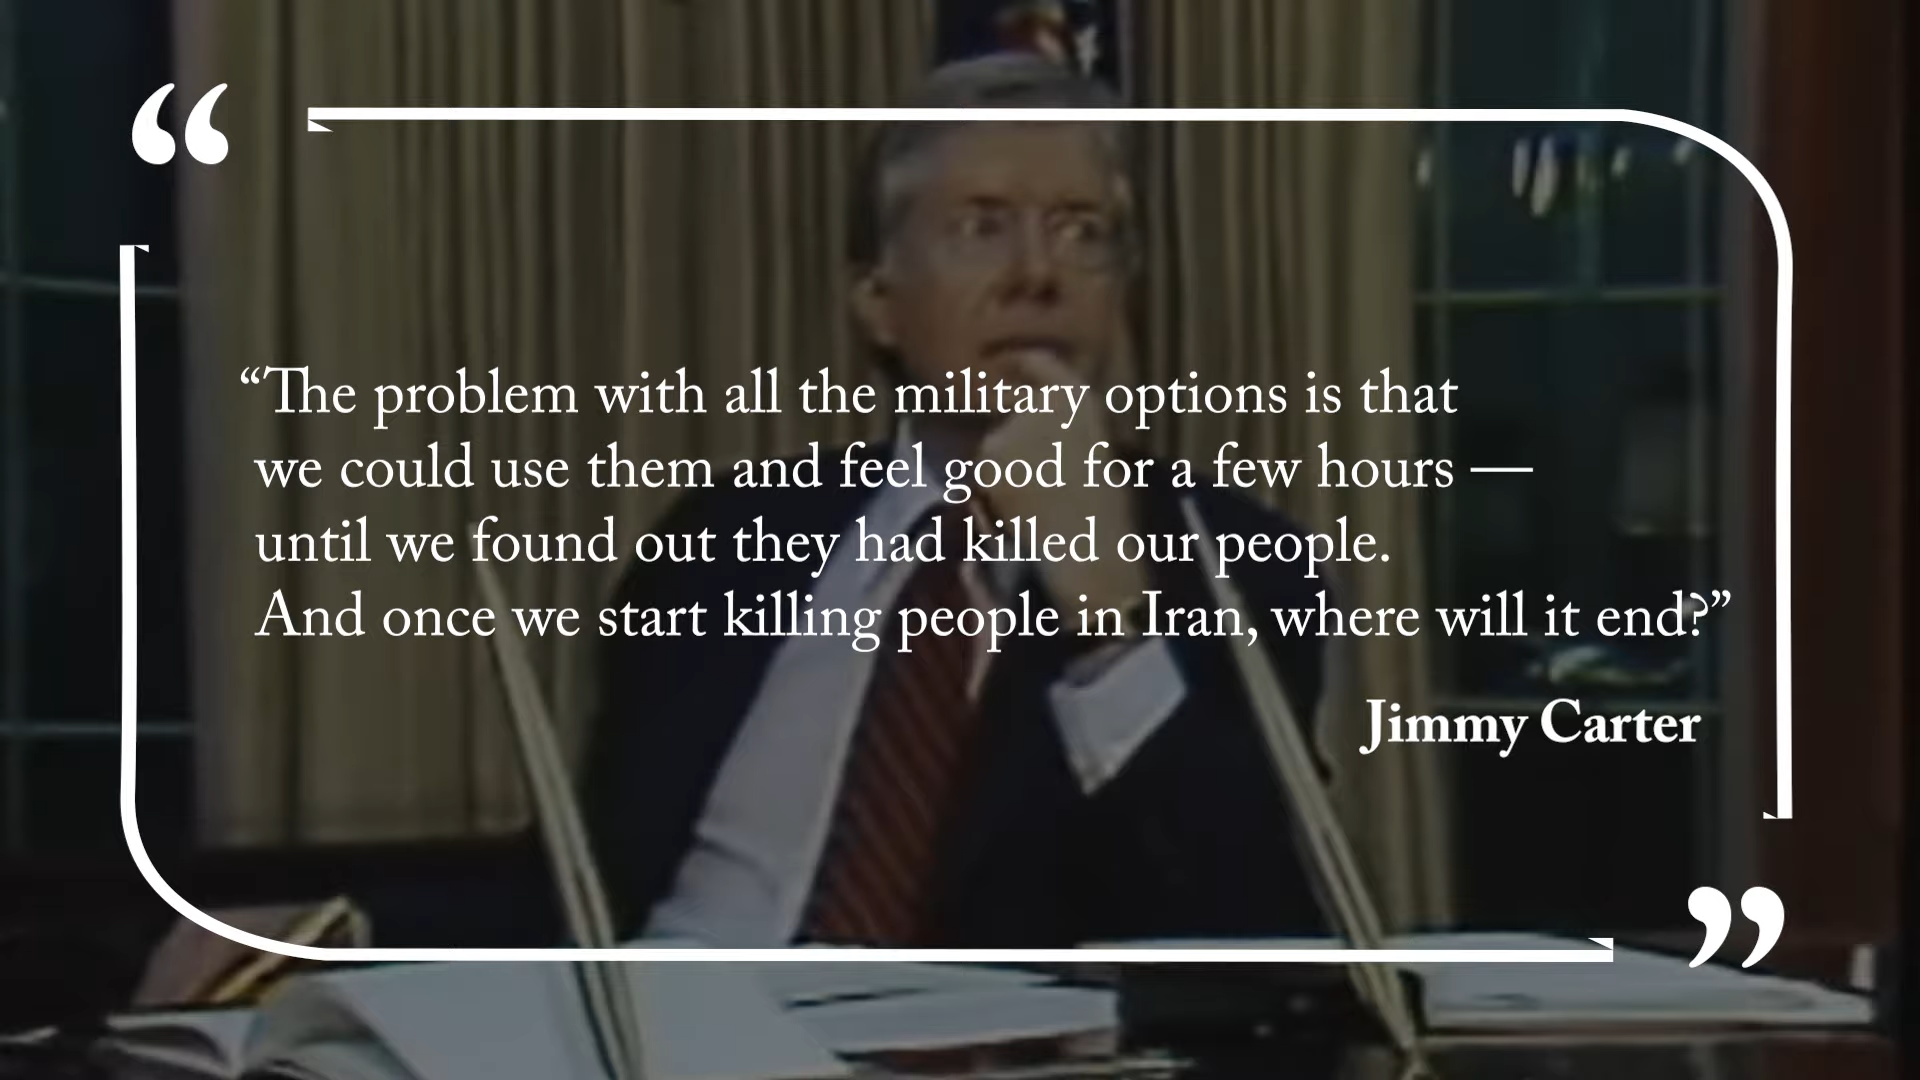 “The problem with all the military options is that
we could use them and feel good for a few hours —
until we found out they had killed our people.
And once we start killing people in Iran, where will it end?”
Jimmy Carter